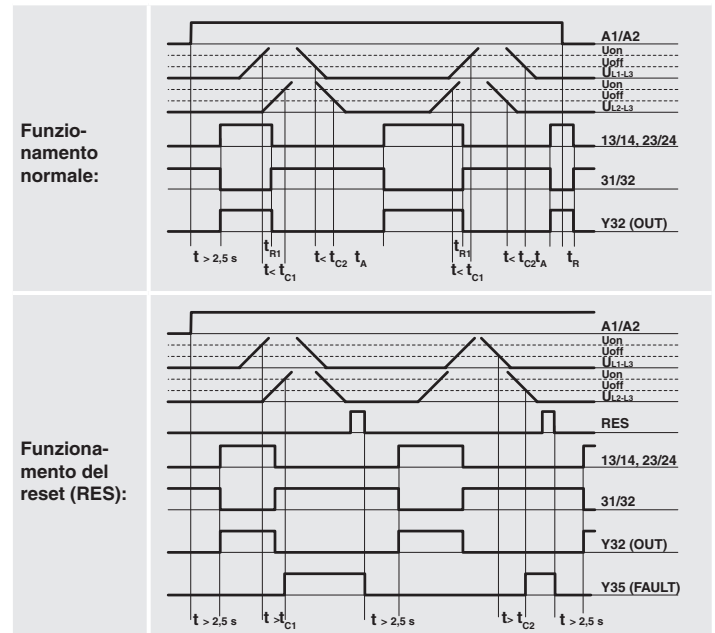 Funzio-
namento
normale:
A1/A2
Uon
Uoff
UL1-L3
Uon
Uoff
UL2-L3
13/14, 23/24
31/32
Y32 (OUT)
t > 2,5 s
tR1
t< tC1
t< tC2
tA
tR1
t< tC1
t< tC2
tA
tR
Funziona-
mento del
reset (RES):
A1/A2
Uon
Uoff
UL1-L3
Uon
Uoff
UL2-L3
RES
13/14, 23/24
31/32
Y32 (OUT)
Y35 (FAULT)
t > 2,5 s
t >tC1
t > 2,5 s
t> tC2
t > 2,5 s